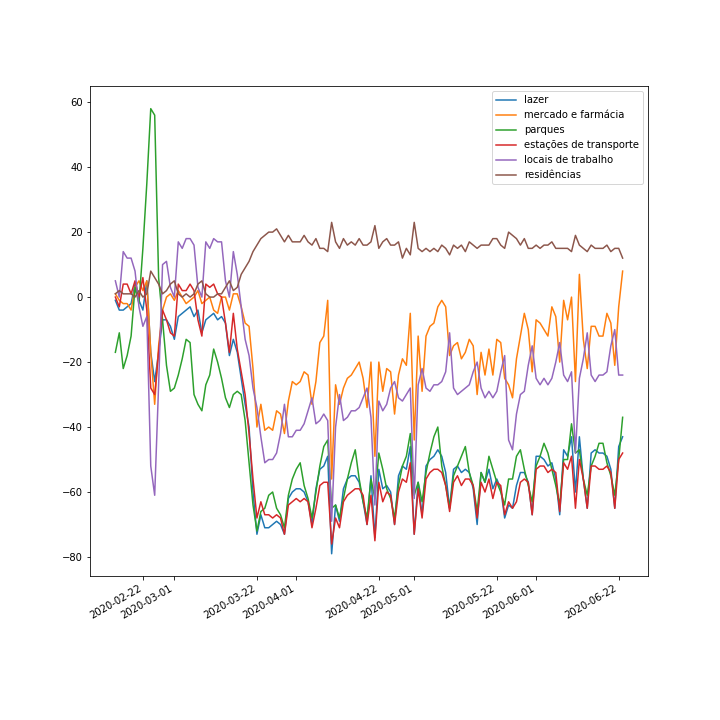 60
40
20
0
−20
−40
−60
−80
lazer
mercado e farmácia
parques
estações de transporte
locais de trabalho
residências
2020-02-22
2020-03-01
2020-03-22
2020-04-01
2020-04-22
2020-05-01
2020-05-22
2020-06-01
2020-06-22